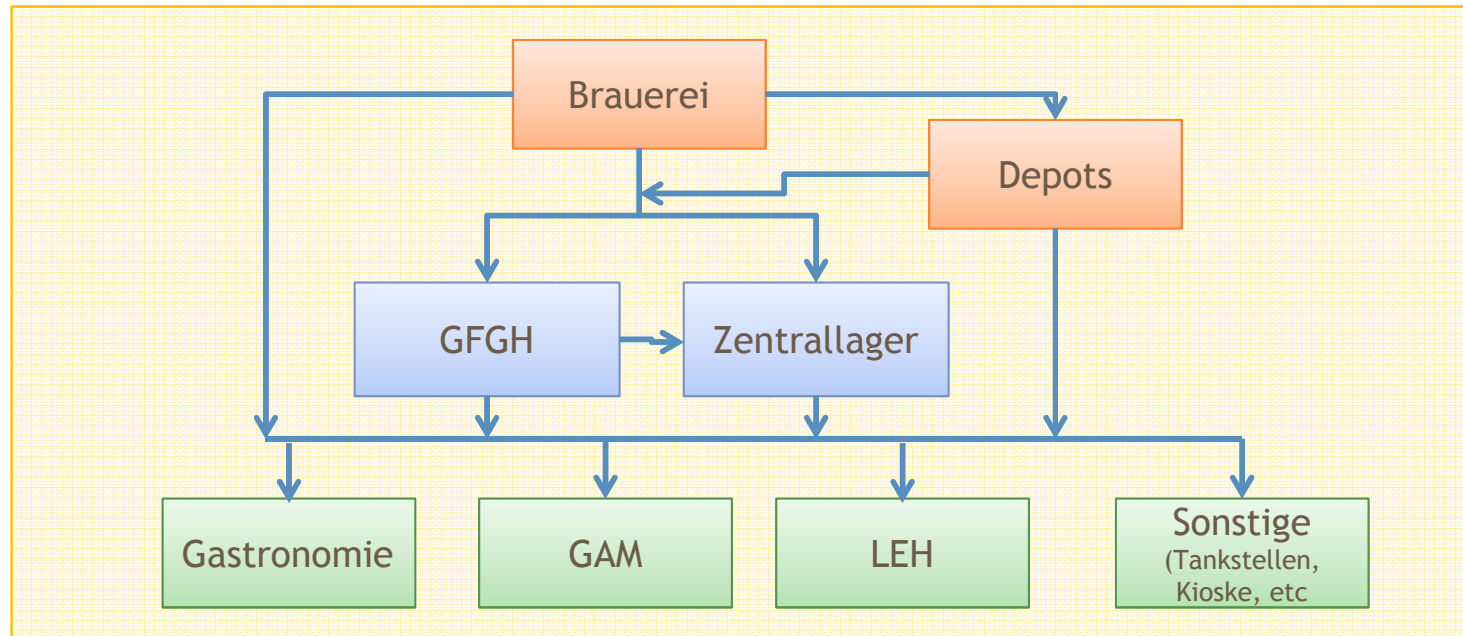 Brauerei
Depots
GFGH
Zentrallager
Gastronomie
GAM
LEH
Sonstige
(Tankstellen,
Kioske, etc